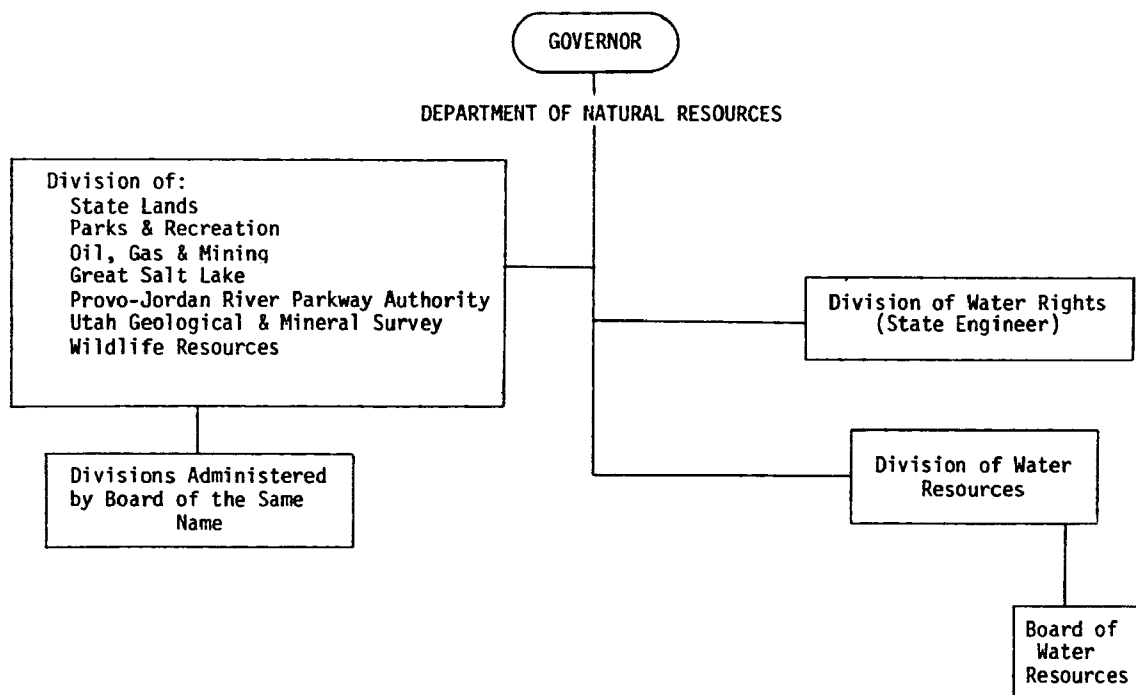 GOVERNOR
DEPARTMENT OF NATURAL RESOURCES
Division of:
State Lands
Parks & Recreation
Oil, Gas & Mining
Great Salt Lake
Provo-Jordan River Parkway Authority
Utah Geological & Mineral Survey
Wildlife Resources
Divisions Administered
by Board of the Same
Name
Division of Water Rights
(State Engineer)
Division of Water
Resources
Board of
Water
Resources